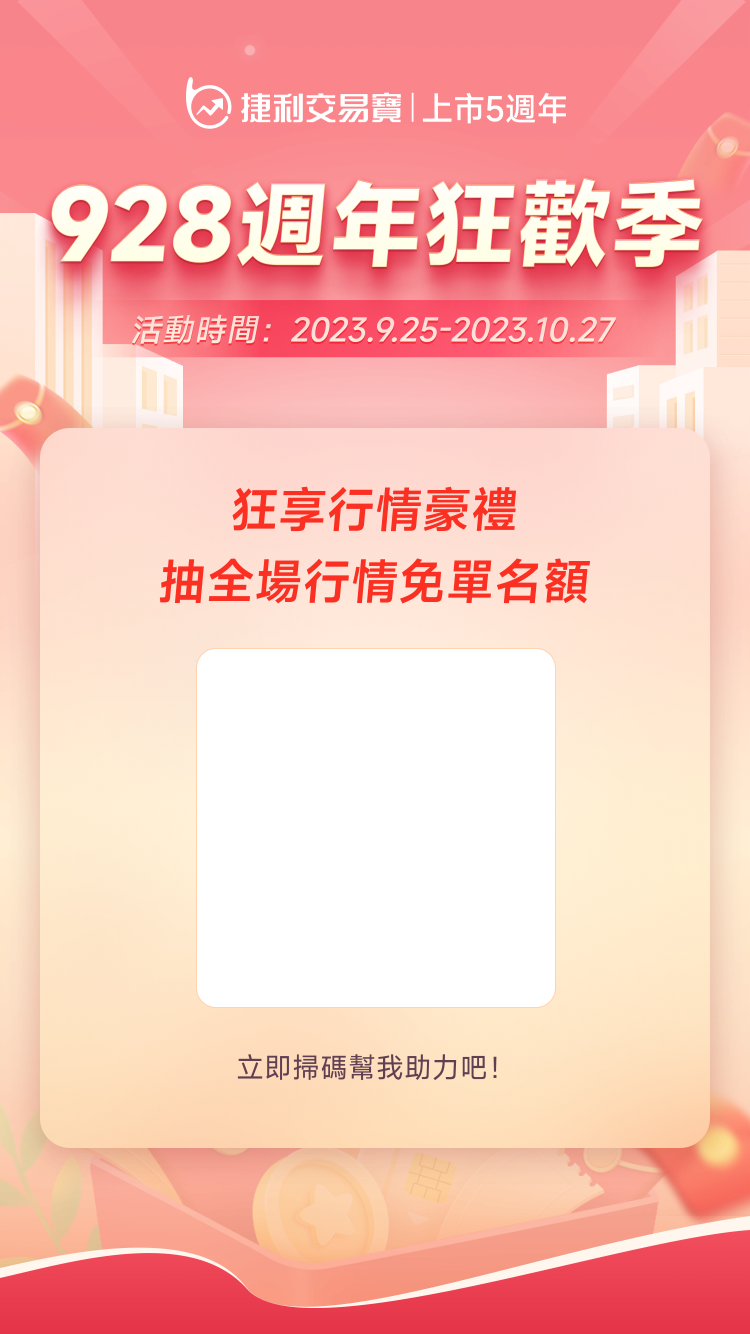 捷利交易寶|上市5週年
928週年狂歡季
活動時間：2023.9.25-2023.10.27
狂享行情豪禮
抽全場行情免單名額
立即掃碼幫我助力吧！